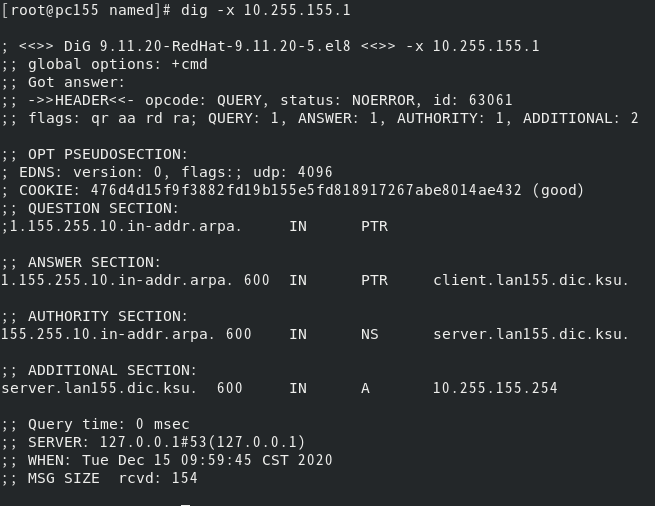 [root@pc155 named]# dig -x 10.255.155.1
; <<>> DiG 9.11.20-RedHat-9.11.20-5.el8 <<>> -x 10.255.155.1
;; global options: +cmd
;; Got answer:
;; ->>HEADER<<- opcode: QUERY, status: NOERROR, id: 63061
;; flags: qr aa rd ra; QUERY: 1, ANSWER: 1, AUTHORITY: 1, ADDITIONAL: 2
;; OPT PSEUDOSECTION:
; EDNS: version: 0, flags:; udp: 4096
; COOKIE: 476d4d15f9f3882fd19b155e5fd818917267abe8014ae432 (good)
;; QUESTION SECTION:
;1.155.255.10.in-addr.arpa. IN PTR
;; ANSWER SECTION:
1.155.255.10.in-addr.arpa. 600 IN PTR client.lan155.dic.ksu.
;; AUTHORITY SECTION:
155.255.10.in-addr.arpa. 600 IN NS server.lan155.dic.ksu.
;; ADDITIONAL SECTION:
server.lan155.dic.ksu. 600 IN A 10.255.155.254
;; Query time: 0 msec
;; SERVER: 127.0.0.1#53(127.0.0.1)
;; WHEN: Tue Dec 15 09:59:45 CST 2020
;; MSG SIZE rcvd: 154